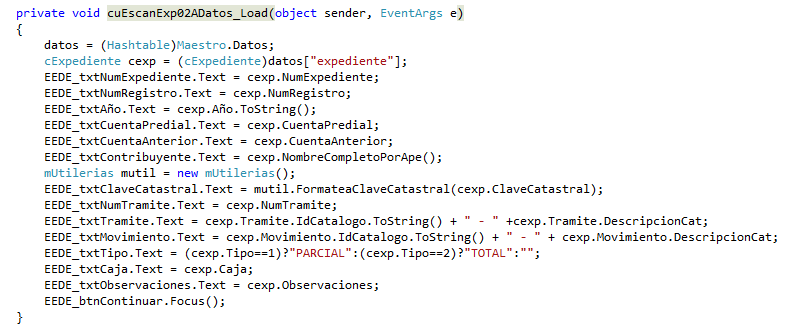 private void cuEscanExp02ADatos_Load(object sender, EventArgs e)
{
datos = (Hashtable)Maestro.Datos;
cExpediente cexp = (cExpediente)datos["expediente"];
EEDE_txtNumExpediente.Text = cexp.NumExpediente;
EEDE_txtNumRegistro.Text = cexp.NumRegistro;
EEDE_txtAño.Text = cexp.Año.ToString();
EEDE_txtCuentaPredial.Text = cexp.CuentaPredial;
EEDE_txtCuentaAnterior.Text = cexp.CuentaAnterior;
EEDE_txtContribuyente.Text = cexp.NombreCompletoPorApe();
mUtilerias mutil = new mUtilerias();
EEDE_txtClaveCatastral.Text = mutil.FormateaClaveCatastral(cexp.ClaveCatastral);
EEDE_txtNumTramite.Text = cexp.NumTramite;
EEDE_txtTramite.Text = cexp.Tramite.IdCatalogo.ToString() + " - " +cexp.Tramite.DescripcionCat;
EEDE_txtMovimiento.Text = cexp.Movimiento.IdCatalogo.ToString() + " - " + cexp.Movimiento.DescripcionCat;
EEDE_txtTipo.Text = (cexp.Tipo==1)?"PARCIAL":(cexp.Tipo==2)?"TOTAL":"";
EEDE_txtCaja.Text = cexp.Caja;
EEDE_txtObservaciones.Text = cexp.Observaciones;
EEDE_btnContinuar.Focus();
}